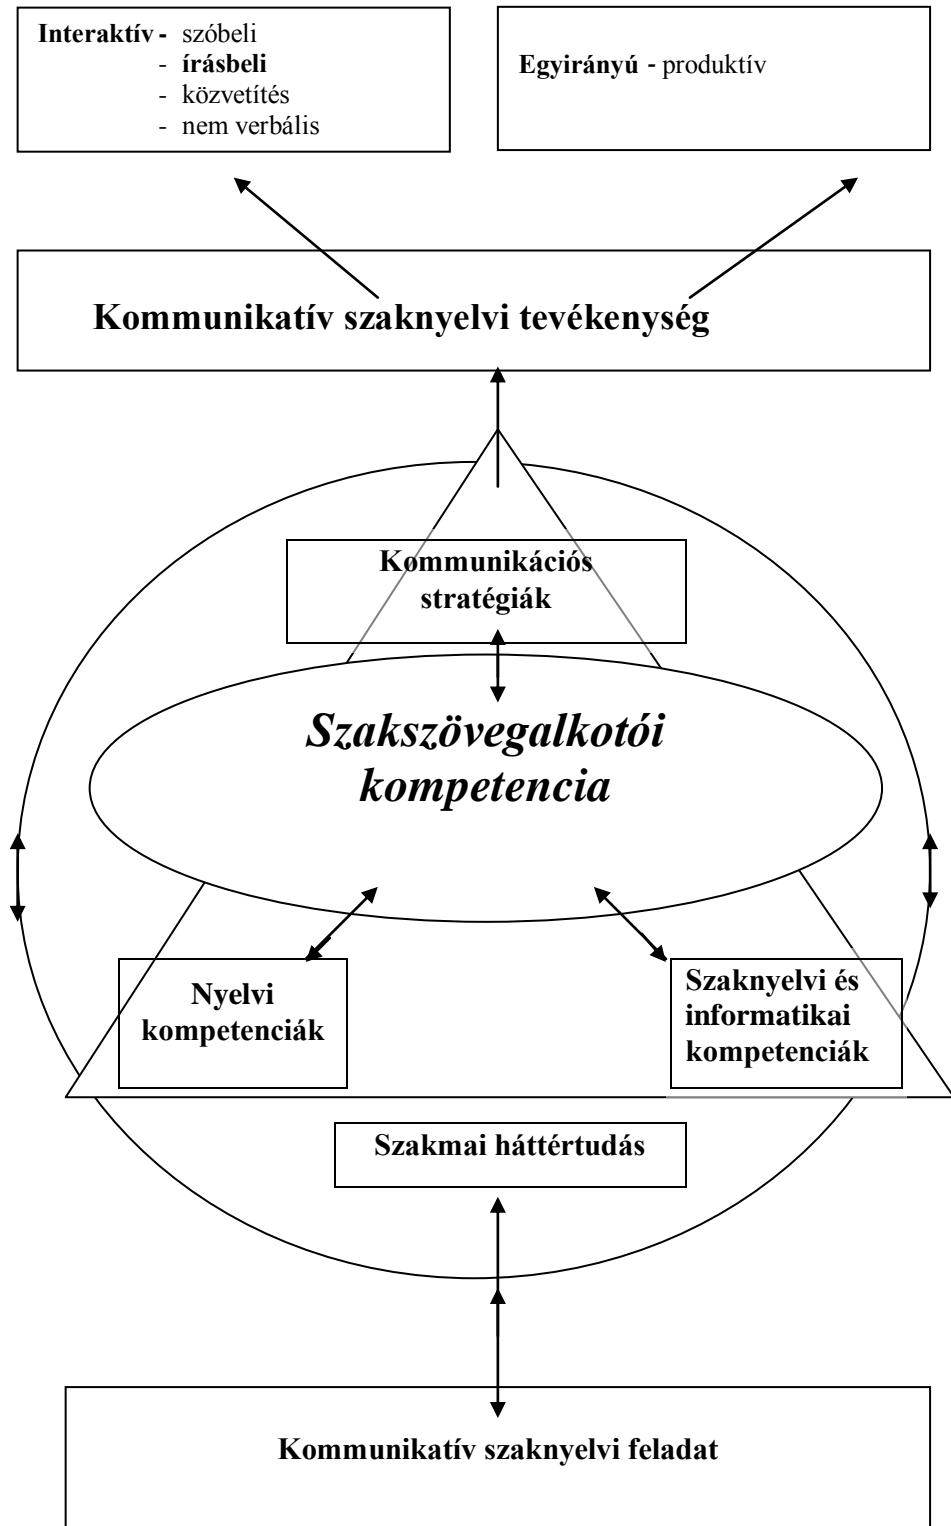 Interaktív - szóbeli
- írásbeli
- közvetítés
- nem verbális
Egyirányú - produktív
Kommunikatív szaknyelvi tevékenység
Kommunikációs
stratégiák
Szakszövegalkotói
kompetencia
Nyelvi
kompetenciák
Szaknyelvi és
informatikai
kompetenciák
Szakmai háttértudás
Kommunikatív szaknyelvi feladat